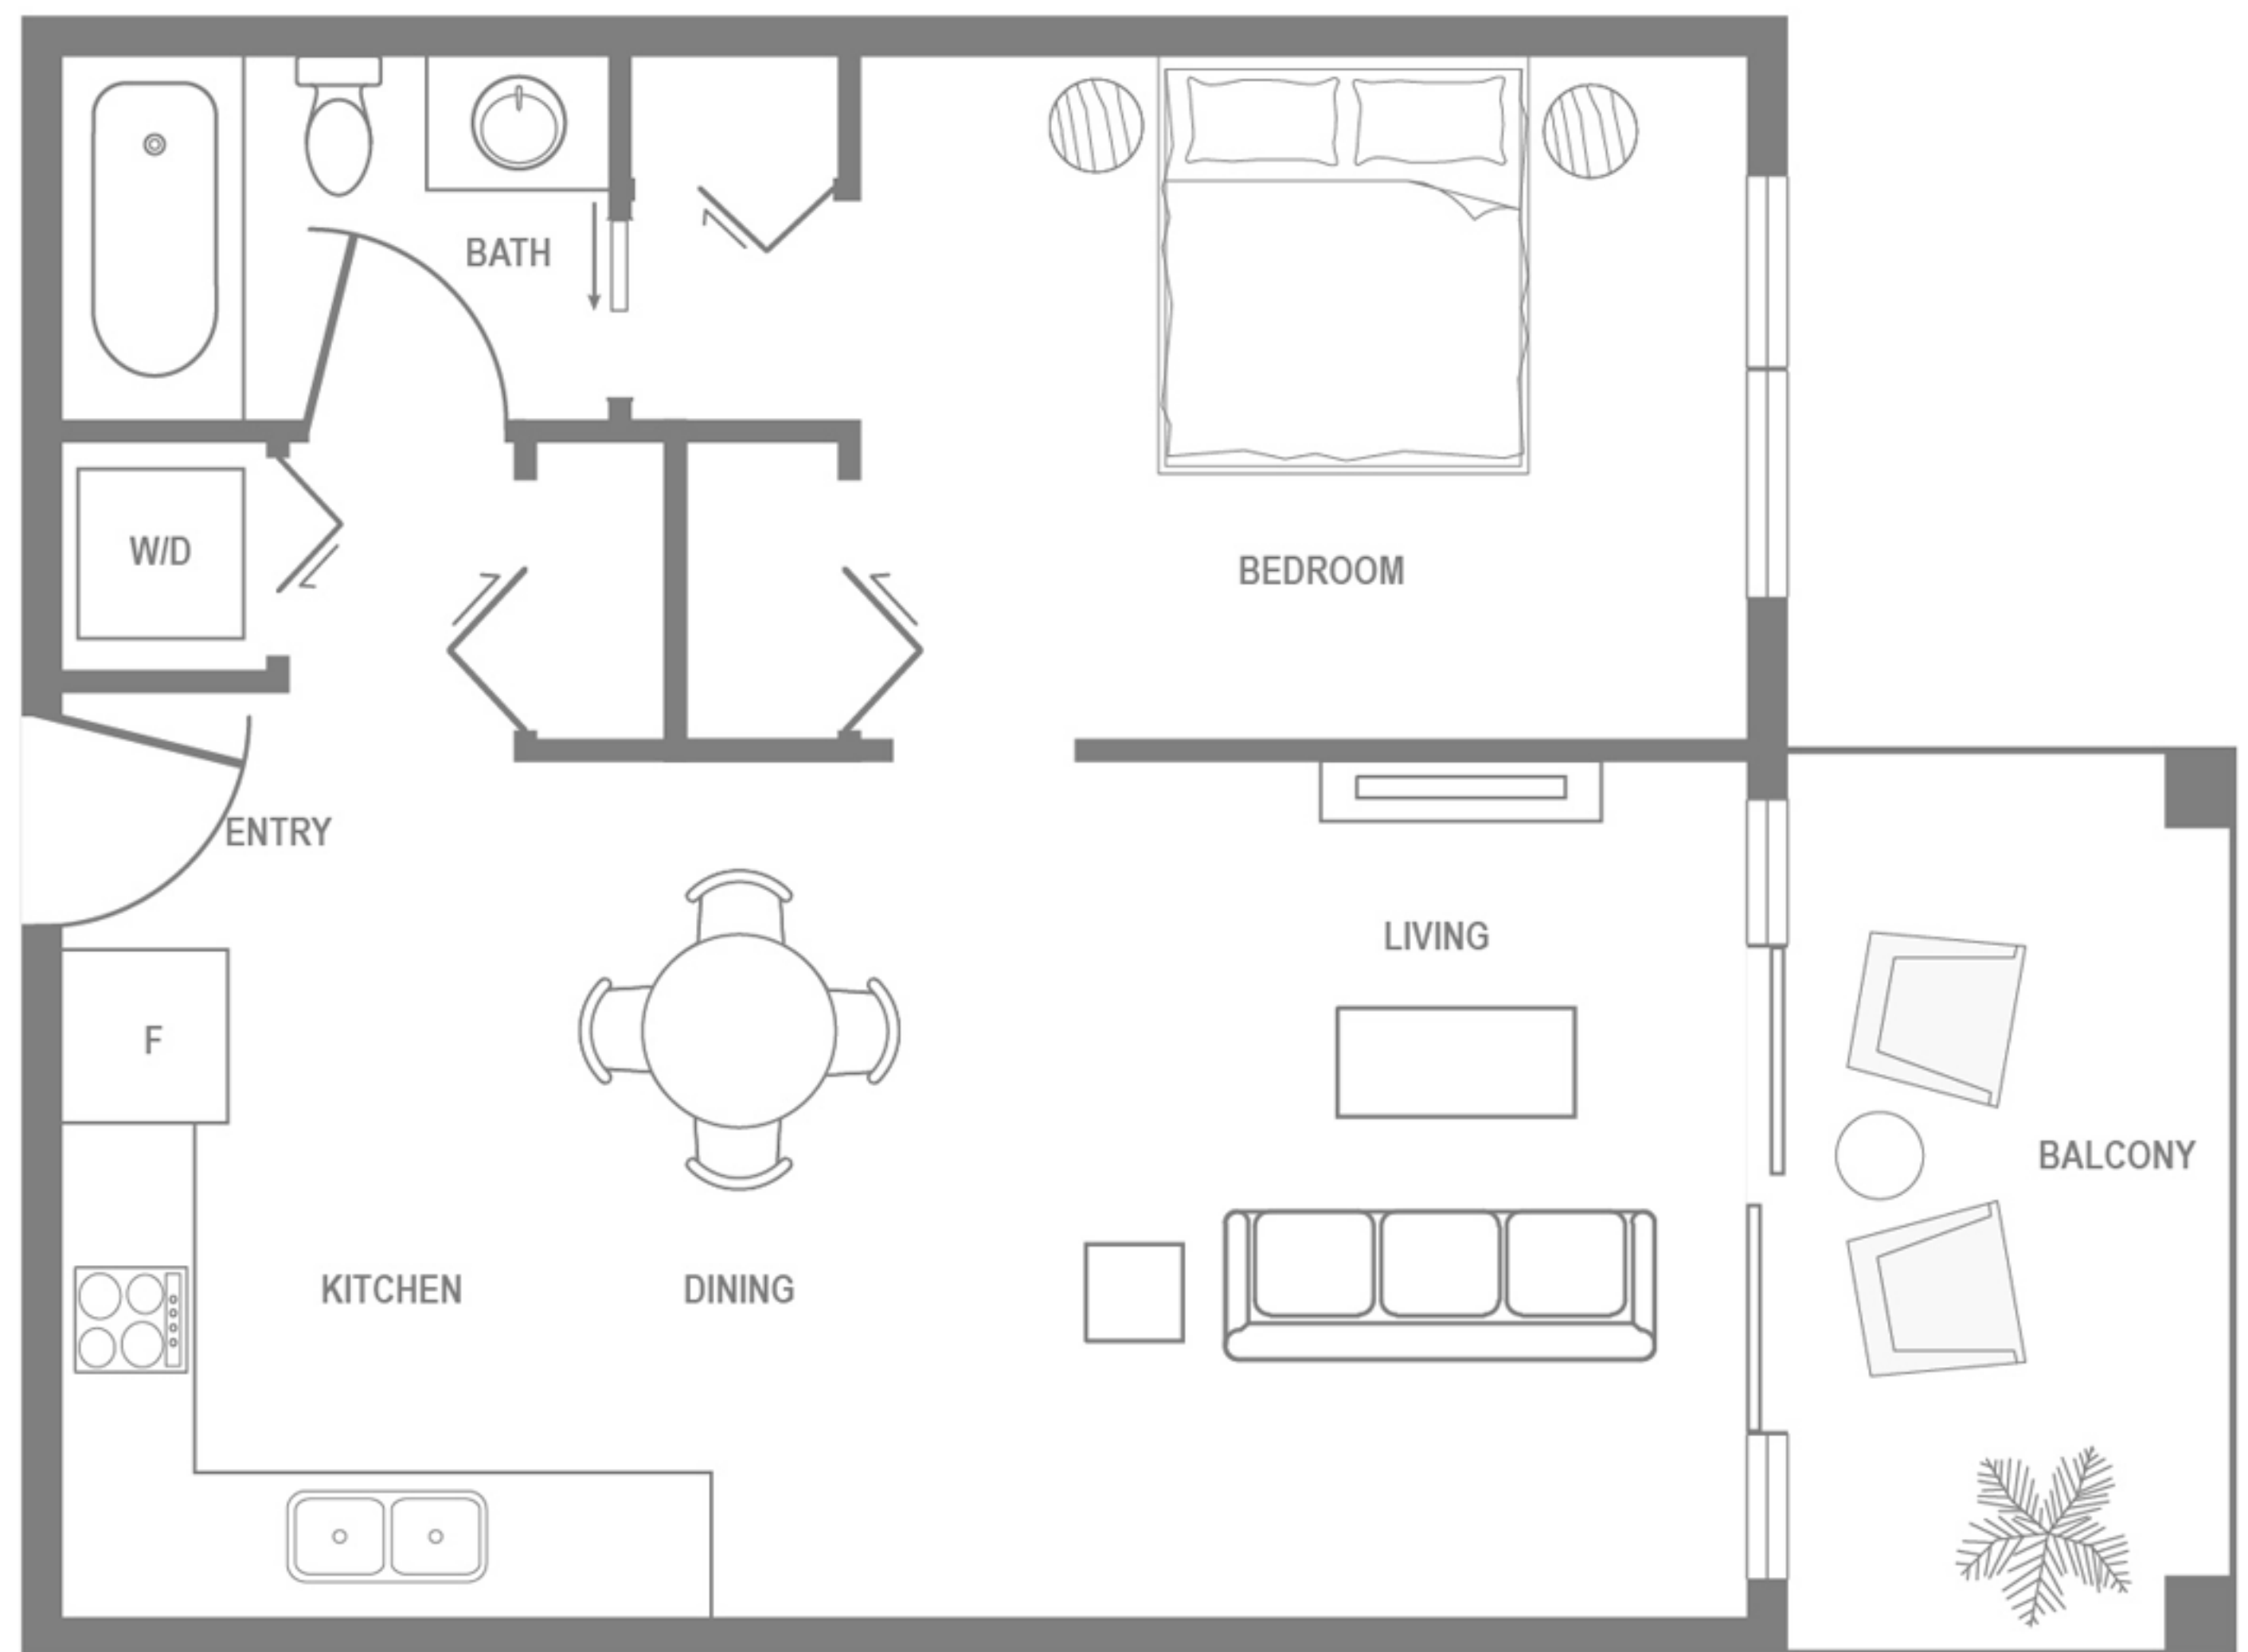 BATH
W/D
BEDROOM
ENTRY
LIVING
F
BALCONY
KITCHEN
DINING